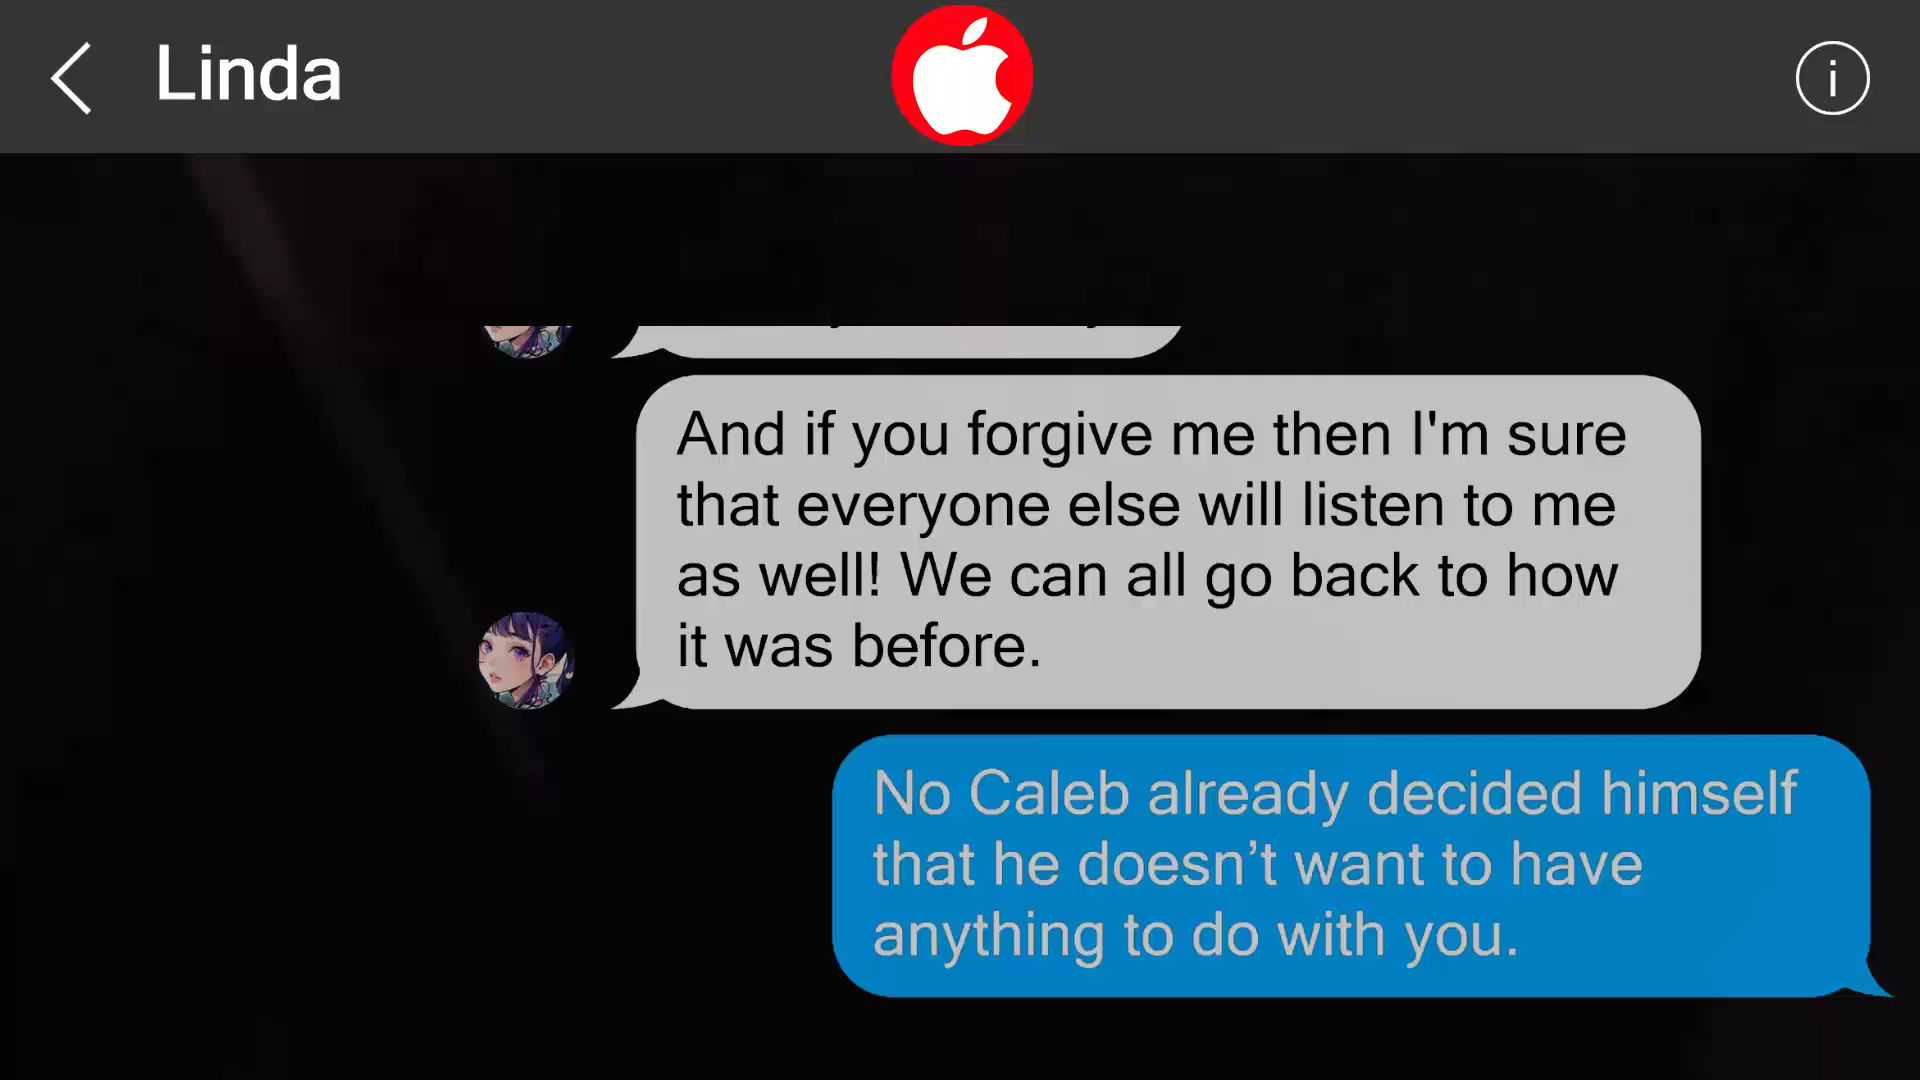 Linda
i
And if you forgive me then I'm sure
that everyone else will listen to me
as well! We can all go back to how
it was before.
No Caleb already decided himself
that he doesn’t want to have
anything to do with you.